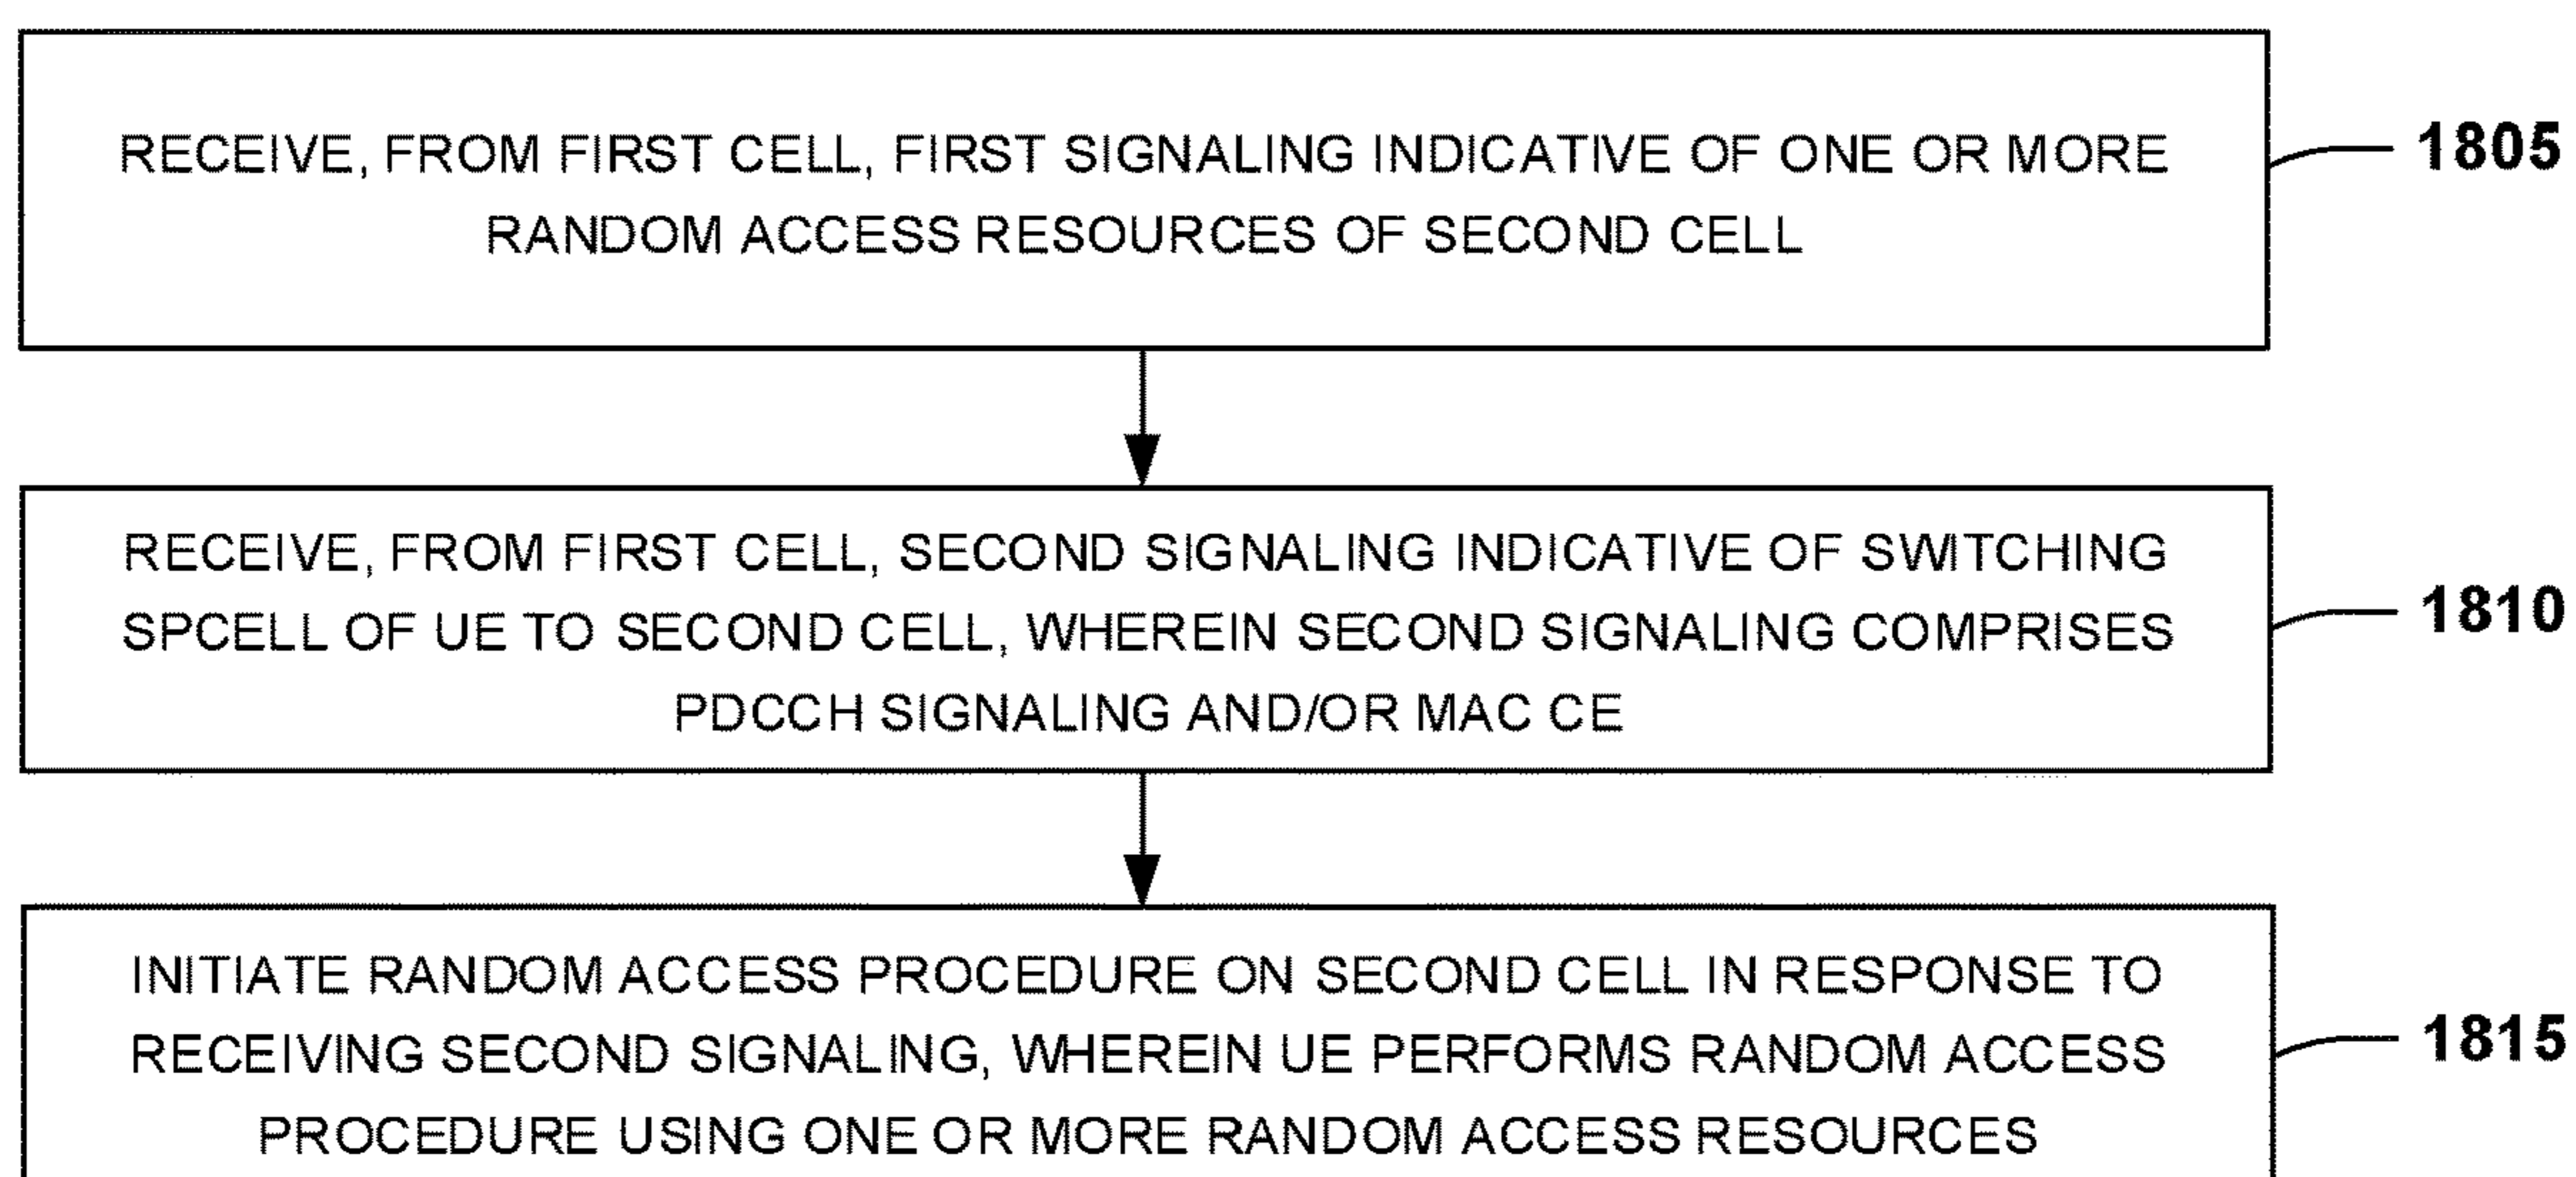 RECEIVE, FROM FIRST CELL, FIRST SIGNALING INDICATIVE OF ONE OR MORE
RANDOM ACCESS RESOURCES OF SECOND CELL
1805
RECEIVE, FROM FIRST CELL, SECOND SIGNALING INDICATIVE OF SWITCHING
SPCELL OF UE TO SECOND CELL, WHEREIN SECOND SIGNALING COMPRISES
PDCCH SIGNALING AND/OR MAC CE
1810
INITIATE RANDOM ACCESS PROCEDURE ON SECOND CELL IN RESPONSE TO
RECEIVING SECOND SIGNALING, WHEREIN UE PERFORMS RANDOM ACCESS
PROCEDURE USING ONE OR MORE RANDOM ACCESS RESOURCES
1815